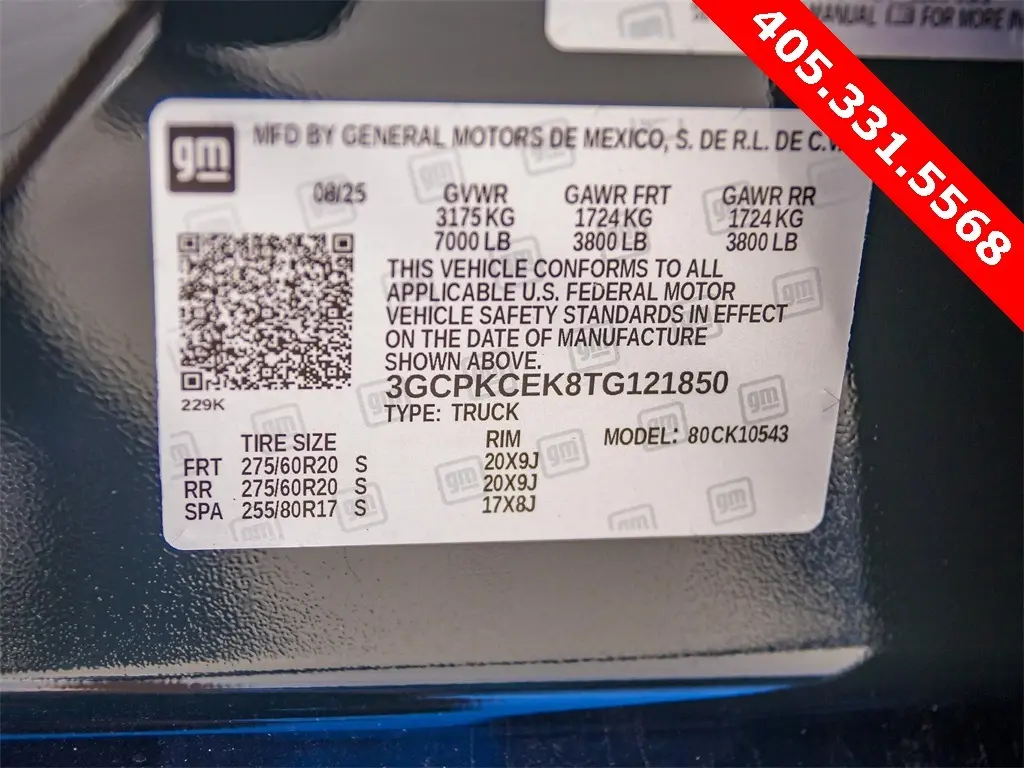 MANUAL FOR MORE
405.331.5568
gm
MFD BY GENERAL MOTORS DE MEXICO, S. DE R.L. DE C.V.
08/25 GVWR GAWR FRT GAWR RR
3175 KG 1724 KG 1724 KG
7000 LB 3800 LB 3800 LB
THIS VEHICLE CONFORMS TO ALL
APPLICABLE U.S. FEDERAL MOTOR
VEHICLE SAFETY STANDARDS IN EFFECT
ON THE DATE OF MANUFACTURE
SHOWN ABOVE.
3GCPKCEK8TG121850
229K
TYPE: TRUCK
MODEL: 80CK10543
TIRE SIZE RIM
FRT 275/60R20 S 20X9J
RR 275/60R20 S 20X9J
SPA 255/80R17 S 17X8J